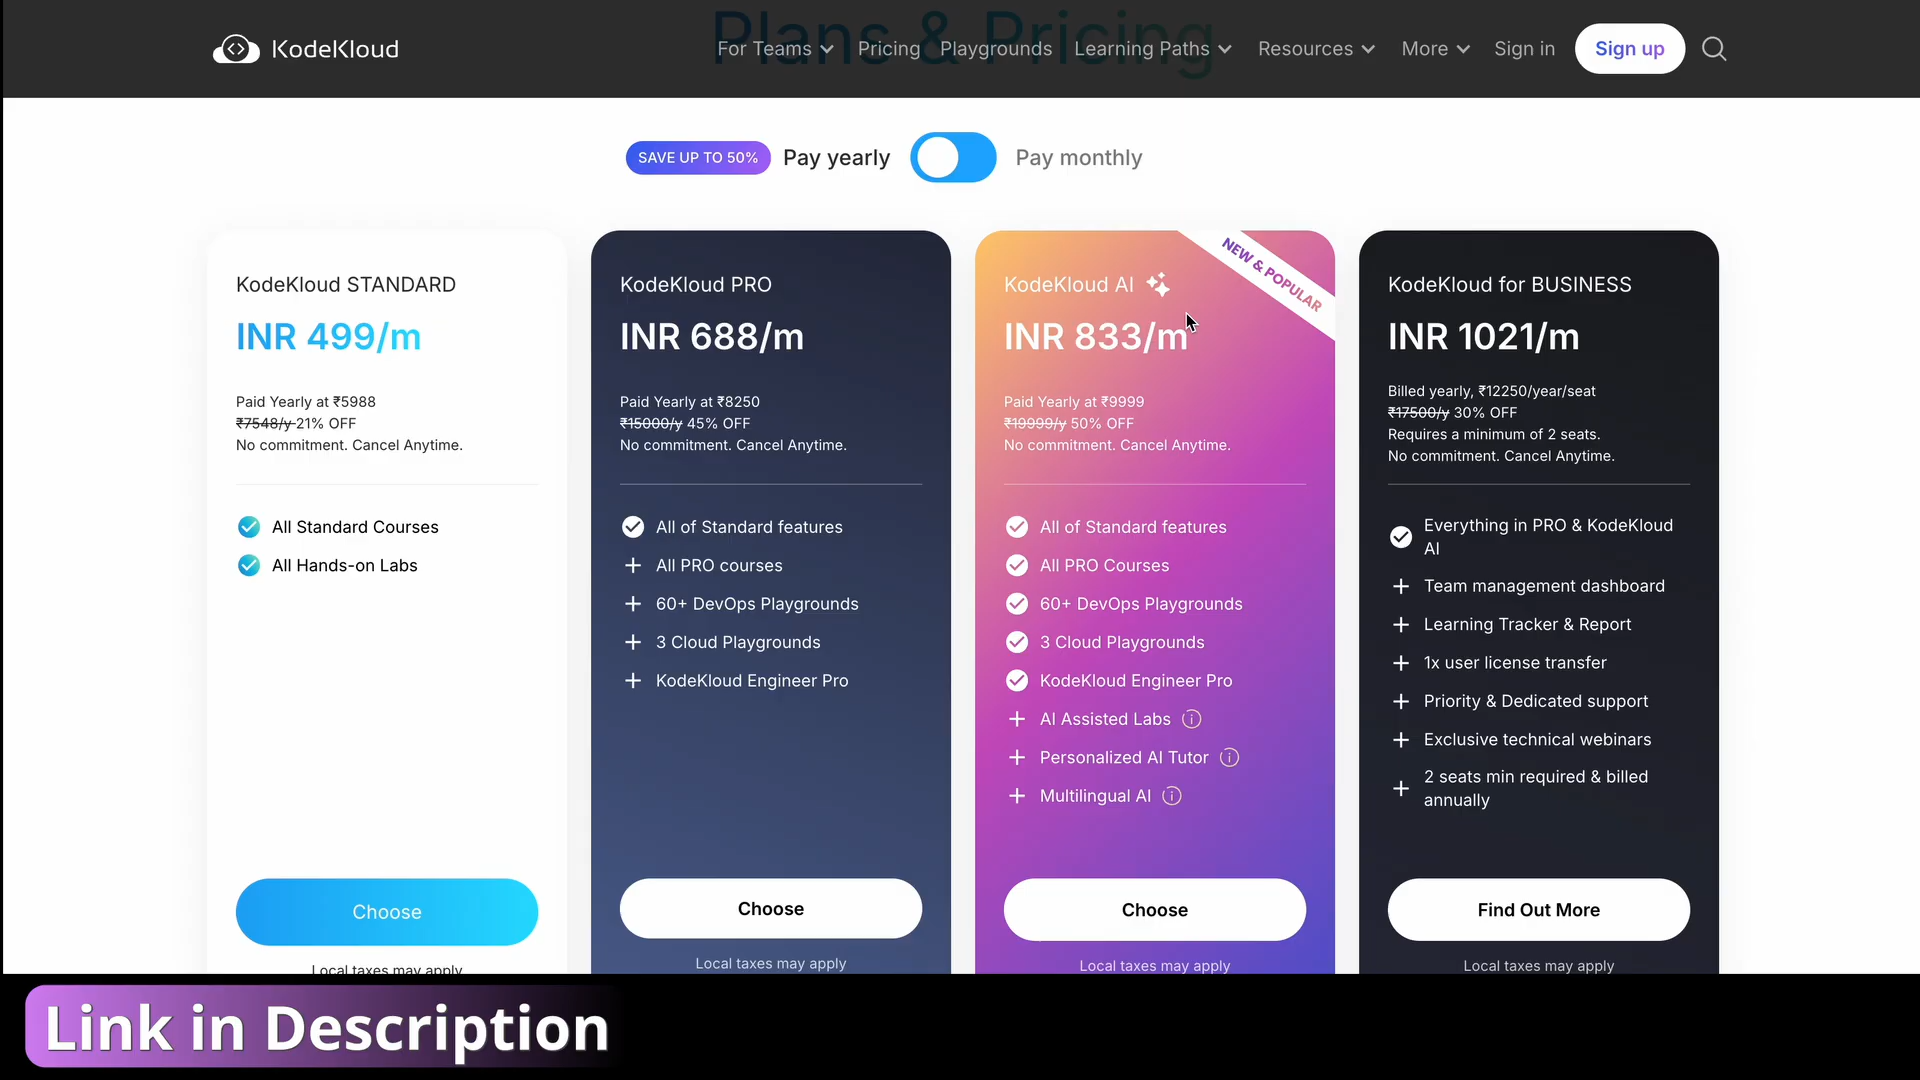 Plans & Pricing
KodeKloud
For Teams
Pricing
Playgrounds
Learning Paths
Resources
More
Sign in
Sign up
SAVE UP TO 50%
Pay yearly
Pay monthly
KodeKloud STANDARD
INR 499/m
Paid Yearly at ₹5988
₹7548/y 21% OFF
No commitment. Cancel Anytime.
All Standard Courses
All Hands-on Labs
Choose
Local taxes may apply
KodeKloud PRO
INR 688/m
Paid Yearly at ₹8250
₹15000/y 45% OFF
No commitment. Cancel Anytime.
All of Standard features
All PRO courses
60+ DevOps Playgrounds
3 Cloud Playgrounds
KodeKloud Engineer Pro
Choose
Local taxes may apply
KodeKloud AI
NEW & POPULAR
INR 833/m
Paid Yearly at ₹9999
₹19999/y 50% OFF
No commitment. Cancel Anytime.
All of Standard features
All PRO Courses
60+ DevOps Playgrounds
3 Cloud Playgrounds
KodeKloud Engineer Pro
AI Assisted Labs
Personalized AI Tutor
Multilingual AI
Choose
Local taxes may apply
KodeKloud for BUSINESS
INR 1021/m
Billed yearly, ₹12250/year/seat
₹17500/y 30% OFF
Requires a minimum of 2 seats.
No commitment. Cancel Anytime.
Everything in PRO & KodeKloud
AI
Team management dashboard
Learning Tracker & Report
1x user license transfer
Priority & Dedicated support
Exclusive technical webinars
2 seats min required & billed
annually
Find Out More
Local taxes may apply
Link in Description